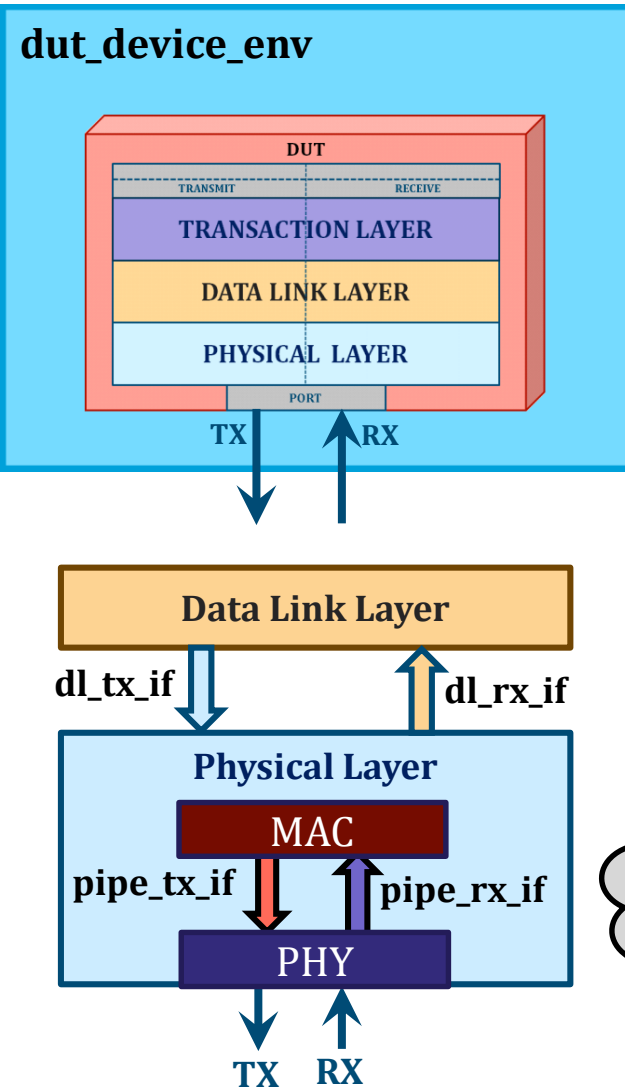 dut_device_env
DUT
TRANSMIT RECEIVE
TRANSACTION LAYER
DATA LINK LAYER
PHYSICAL LAYER
PORT
TX RX
Data Link Layer
dl_tx_if dl_rx_if
Physical Layer
MAC
pipe_tx_if pipe_rx_if
PHY
TX RX